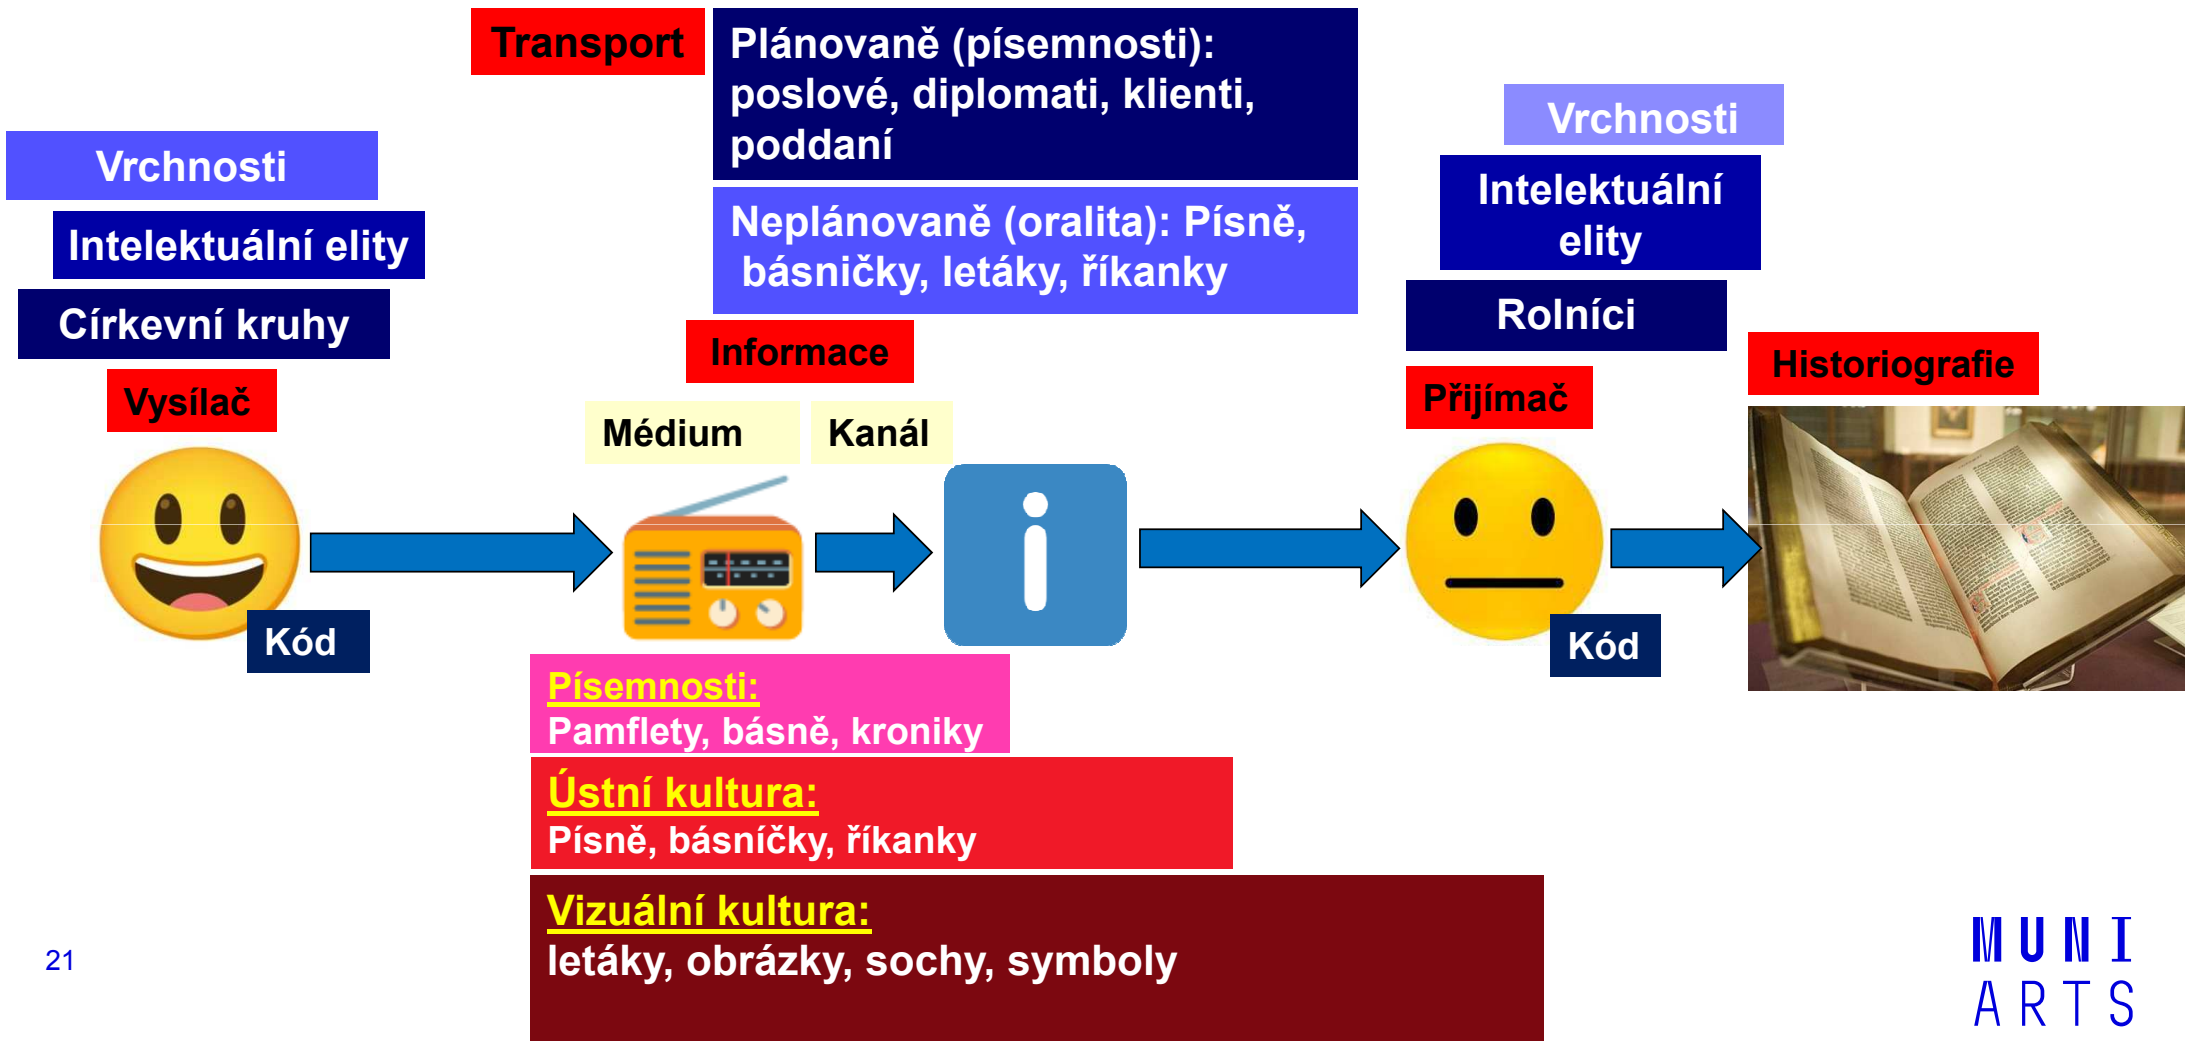 Transport
Plánovaně (písemnosti):
poslové, diplomati, klienti,
poddaní
Neplánovaně (oralita): Písně,
básničky, letáky, říkanky
Vrchnosti
Intelektuální elity
Církevní kruhy
Vysílač
Kód
Informace
Médium
Kanál
Vrchnosti
Intelektuální
elity
Rolníci
Přijímač
Kód
Historiografie
Písemnosti:
Pamflety, básně, kroniky
Ústní kultura:
Písně, básníčky, říkanky
Vizuální kultura:
letáky, obrázky, sochy, symboly
21
MUNI
ARTS